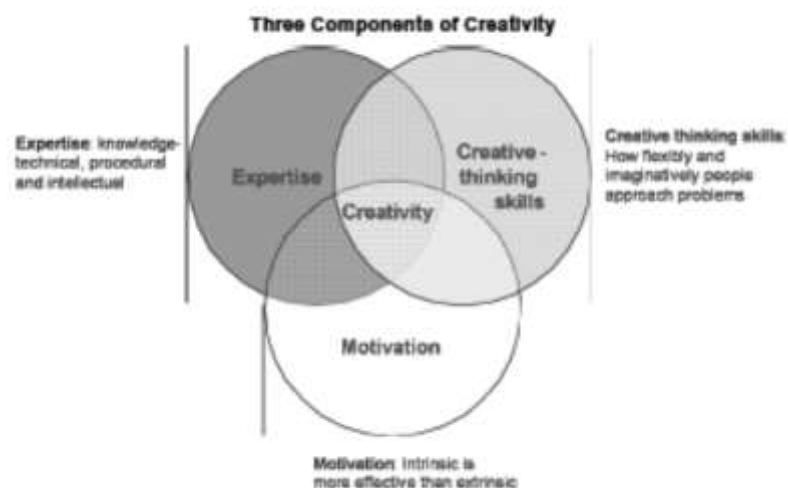 Three Components of Creativity
Expertise: knowledge-
technical, procedural
and intellectual
Expertise
Creative -
thinking
skills
Creativity
Motivation
Creative thinking skills:
How flexibly and
imaginatively people
approach problems
Motivation: Intrinsic is
more effective than extrinsic